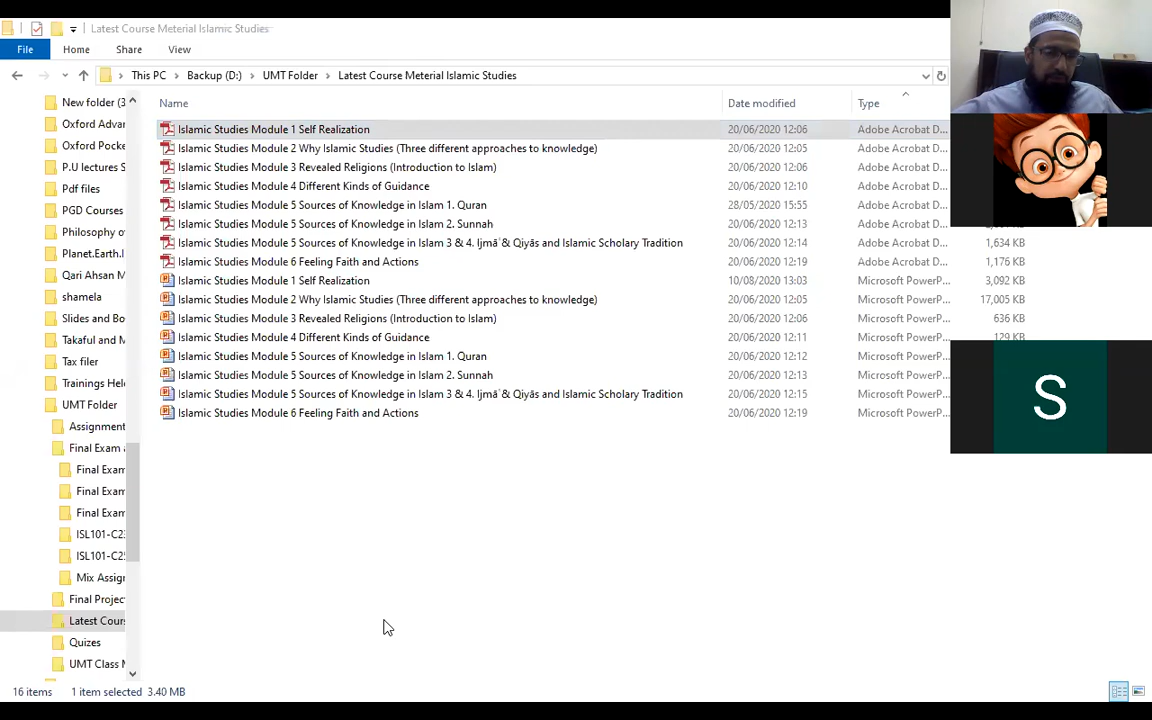 Latest Course Meterial Islamic Studies
File Home Share View
This PC > Backup (D:) > UMT Folder > Latest Course Meterial Islamic Studies
Name Date modified Type
New folder (3
Oxford Advar
Oxford Pocke
P.U lectures S
Pdf files
PGD Courses
Philosophy o
Planet.Earth.I
Qari Ahsan M
shamela
Slides and Bo
Takaful and M
Tax filer
Trainings Hel
UMT Folder
Assignment
Final Exam a
Final Exam
Final Exam
Final Exam
ISL101-C2
ISL101-C2
Mix Assig
Final Projec
Latest Cour
Quizes
UMT Class M
Islamic Studies Module 1 Self Realization 20/06/2020 12:06 Adobe Acrobat D...
Islamic Studies Module 2 Why Islamic Studies (Three different approaches to knowledge) 20/06/2020 12:05 Adobe Acrobat D...
Islamic Studies Module 3 Revealed Religions (Introduction to Islam) 20/06/2020 12:06 Adobe Acrobat D...
Islamic Studies Module 4 Different Kinds of Guidance 20/06/2020 12:10 Adobe Acrobat D...
Islamic Studies Module 5 Sources of Knowledge in Islam 1. Quran 28/05/2020 15:55 Adobe Acrobat D...
Islamic Studies Module 5 Sources of Knowledge in Islam 2. Sunnah 20/06/2020 12:13 Adobe Acrobat D...
Islamic Studies Module 5 Sources of Knowledge in Islam 3 & 4. Ijmāʿ & Qiyās and Islamic Scholary Tradition 20/06/2020 12:14 Adobe Acrobat D... 1,634 KB
Islamic Studies Module 6 Feeling Faith and Actions 20/06/2020 12:19 Adobe Acrobat D... 1,176 KB
Islamic Studies Module 1 Self Realization 10/08/2020 13:03 Microsoft PowerP... 3,092 KB
Islamic Studies Module 2 Why Islamic Studies (Three different approaches to knowledge) 20/06/2020 12:05 Microsoft PowerP... 17,005 KB
Islamic Studies Module 3 Revealed Religions (Introduction to Islam) 20/06/2020 12:06 Microsoft PowerP... 636 KB
Islamic Studies Module 4 Different Kinds of Guidance 20/06/2020 12:11 Microsoft PowerP... 129 KB
Islamic Studies Module 5 Sources of Knowledge in Islam 1. Quran 20/06/2020 12:12 Microsoft PowerP...
Islamic Studies Module 5 Sources of Knowledge in Islam 2. Sunnah 20/06/2020 12:13 Microsoft PowerP...
Islamic Studies Module 5 Sources of Knowledge in Islam 3 & 4. Ijmāʿ & Qiyās and Islamic Scholary Tradition 20/06/2020 12:15 Microsoft PowerP...
Islamic Studies Module 6 Feeling Faith and Actions 20/06/2020 12:19 Microsoft PowerP...
S
16 items 1 item selected 3.40 MB